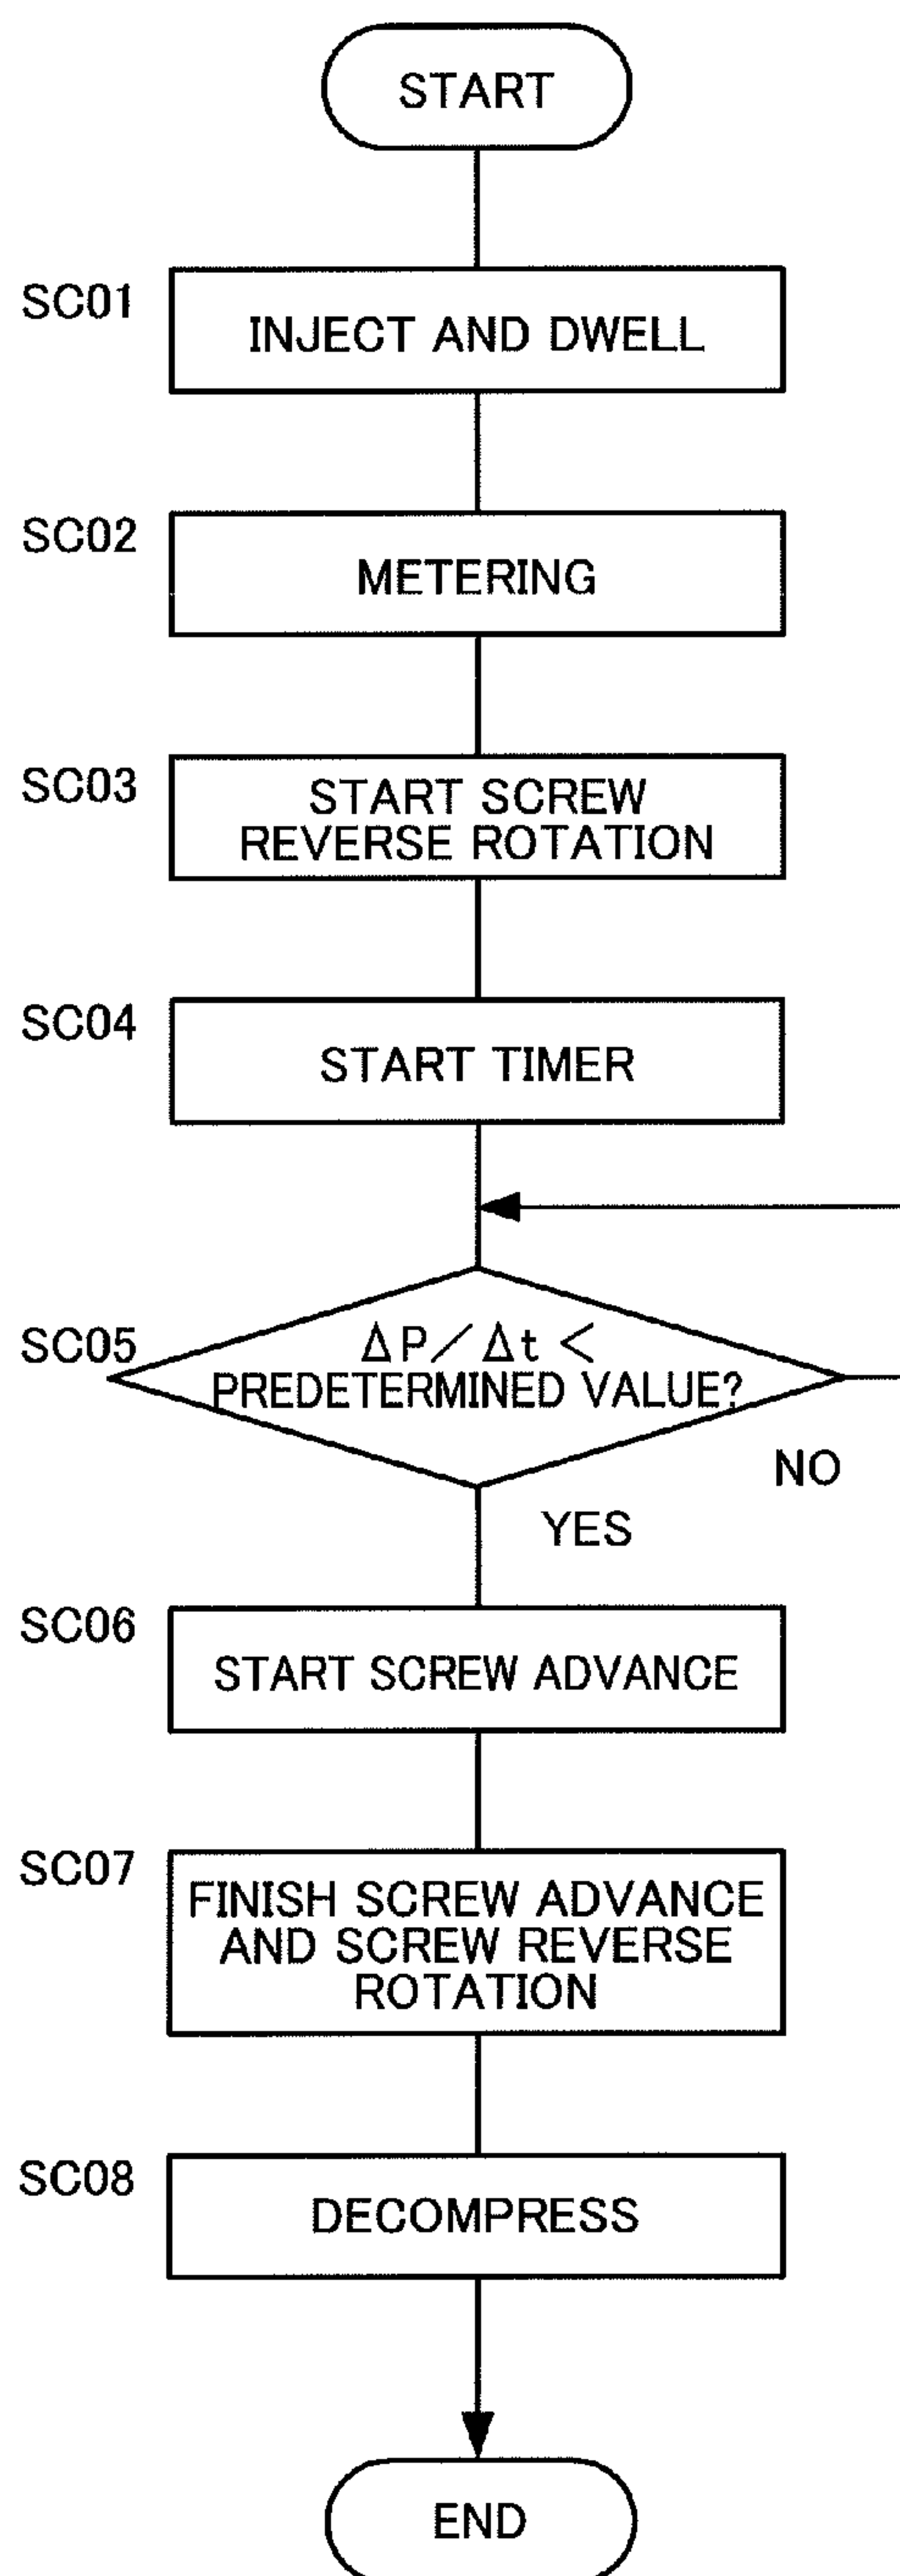 START
SC01
INJECT AND DWELL
SC02
METERING
SC03
START SCREW
REVERSE ROTATION
SC04
START TIMER
SC05
ΔP／Δt <
PREDETERMINED VALUE?
NO
YES
SC06
START SCREW ADVANCE
SC07
FINISH SCREW ADVANCE
AND SCREW REVERSE
ROTATION
SC08
DECOMPRESS
END